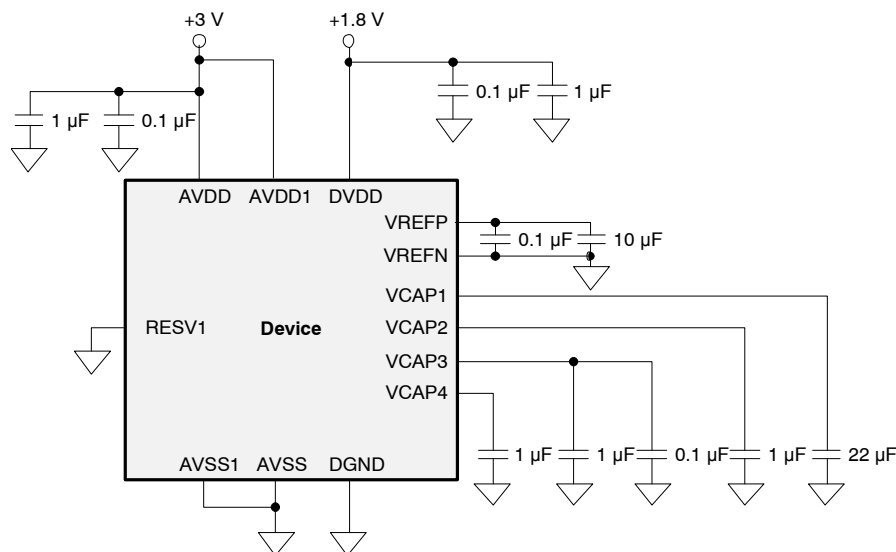 +3 V
+1.8 V
1 µF
0.1 µF
0.1 µF
1 µF
AVDD
AVDD1
DVDD
VREFP
VREFN
0.1 µF
10 µF
VCAP1
RESV1
Device
VCAP2
VCAP3
VCAP4
1 µF
1 µF
0.1 µF
1 µF
22 µF
AVSS1
AVSS
DGND